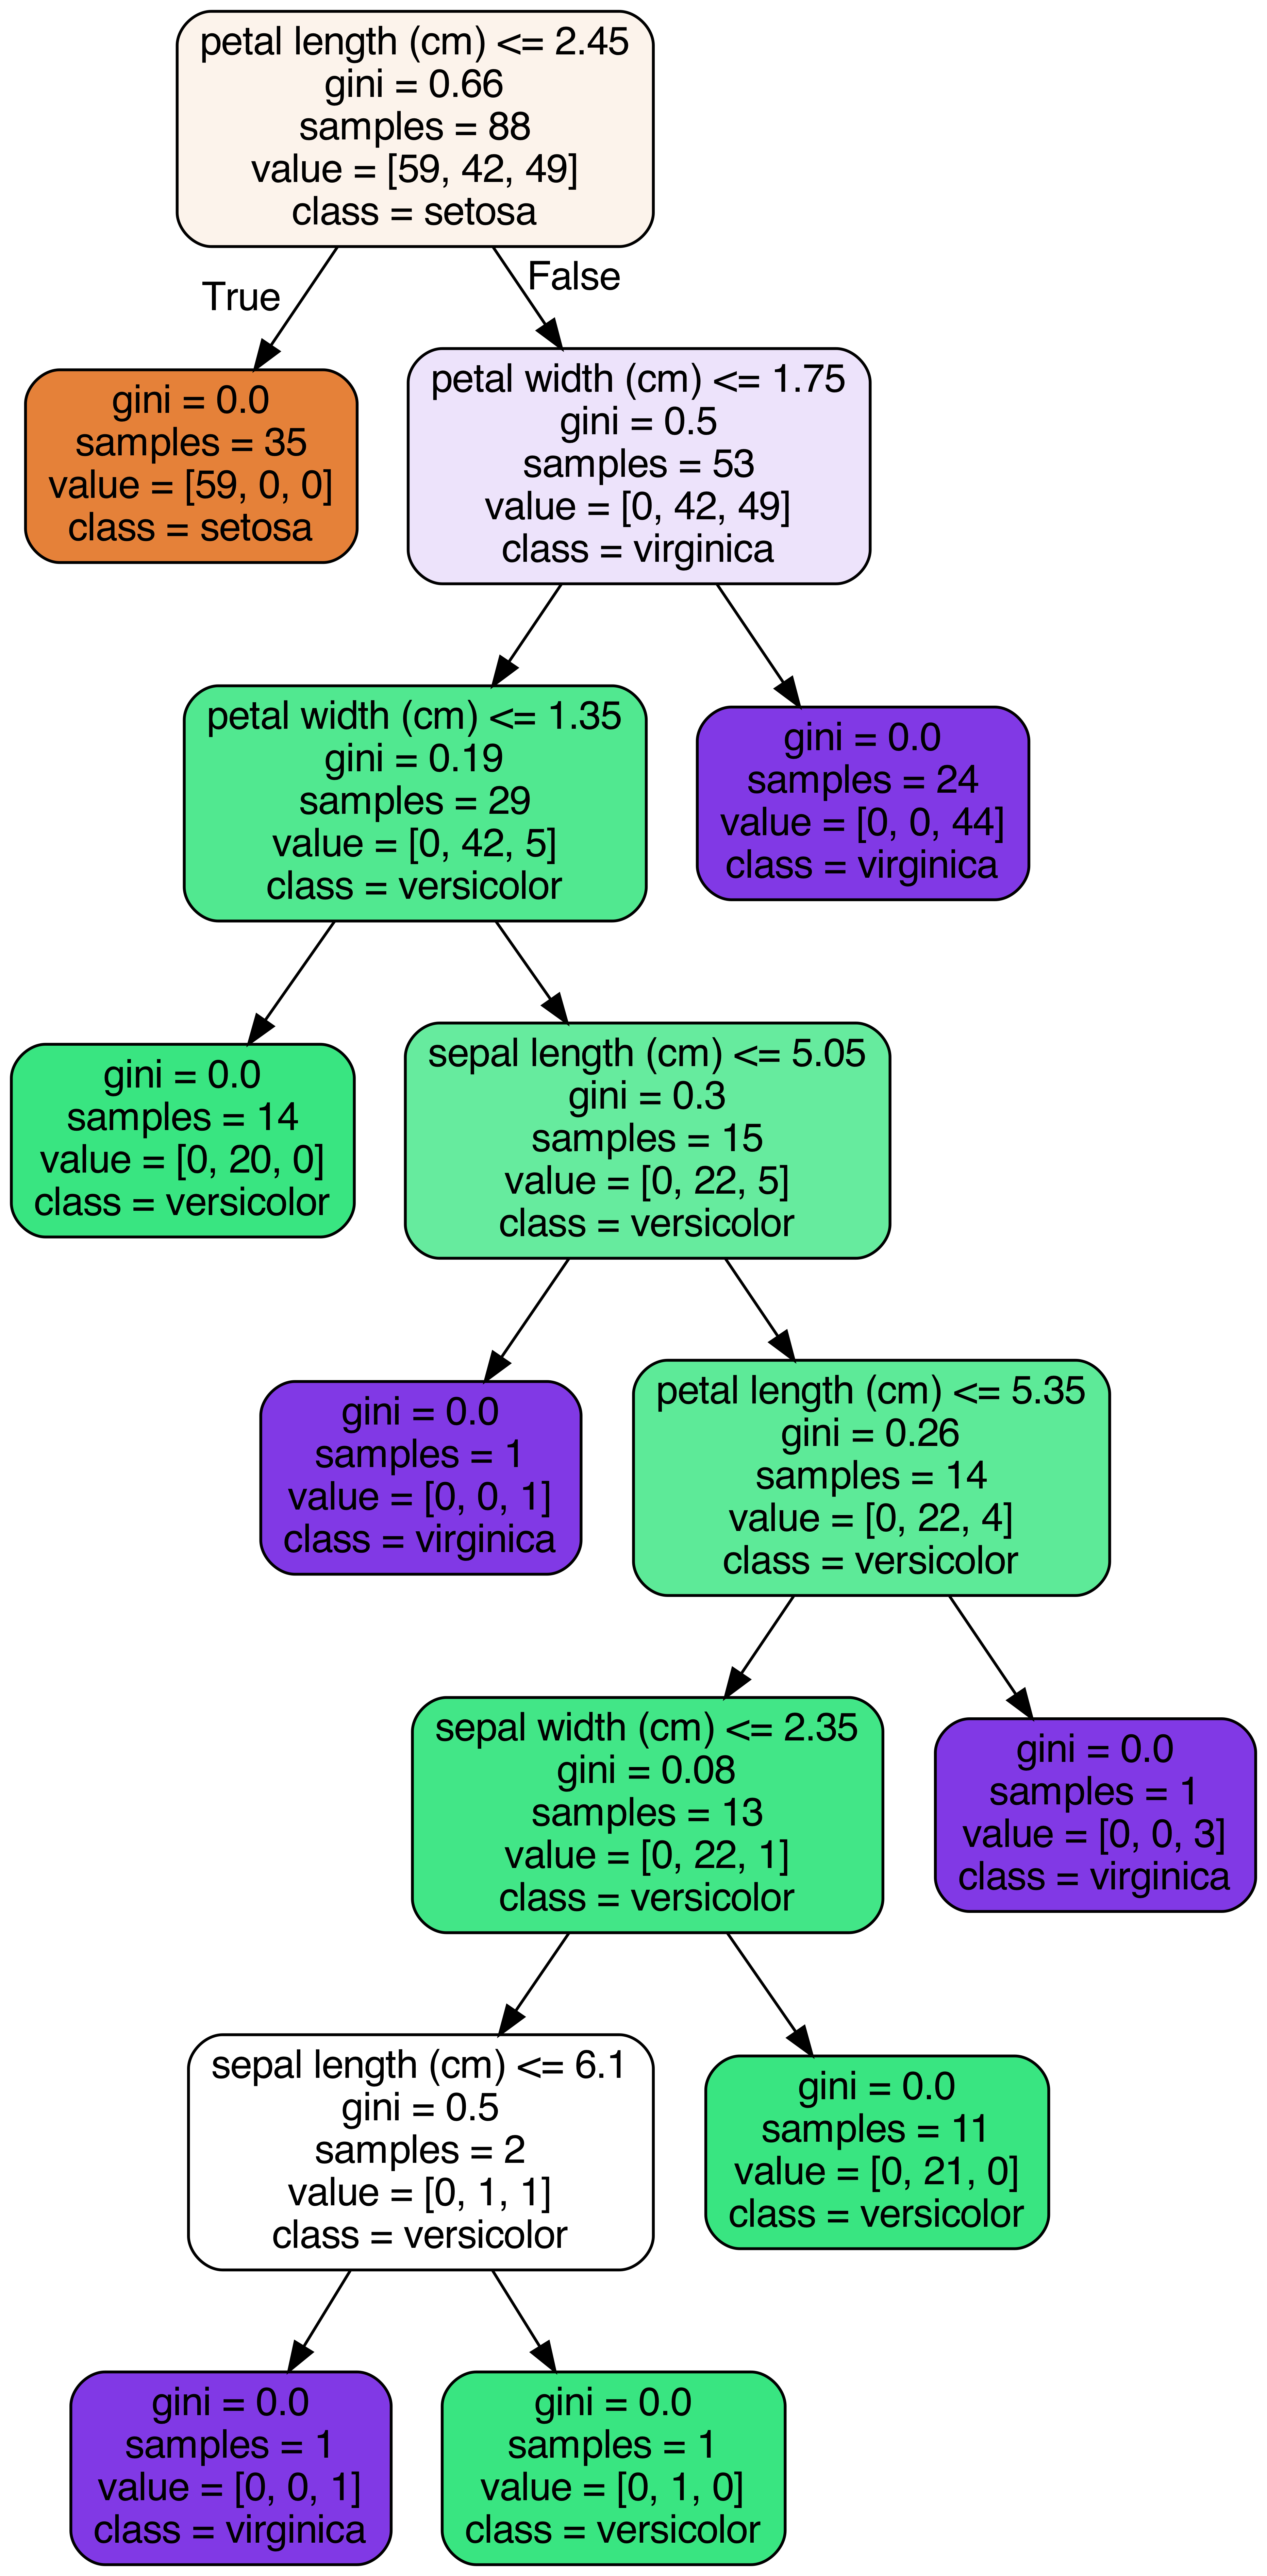 petal length (cm) <= 2.45
gini = 0.66
samples = 88
value = [59, 42, 49]
class = setosa
True
False
gini = 0.0
samples = 35
value = [59, 0, 0]
class = setosa
petal width (cm) <= 1.75
gini = 0.5
samples = 53
value = [0, 42, 49]
class = virginica
petal width (cm) <= 1.35
gini = 0.19
samples = 29
value = [0, 42, 5]
class = versicolor
gini = 0.0
samples = 24
value = [0, 0, 44]
class = virginica
gini = 0.0
samples = 14
value = [0, 20, 0]
class = versicolor
sepal length (cm) <= 5.05
gini = 0.3
samples = 15
value = [0, 22, 5]
class = versicolor
gini = 0.0
samples = 1
value = [0, 0, 1]
class = virginica
petal length (cm) <= 5.35
gini = 0.26
samples = 14
value = [0, 22, 4]
class = versicolor
sepal width (cm) <= 2.35
gini = 0.08
samples = 13
value = [0, 22, 1]
class = versicolor
gini = 0.0
samples = 1
value = [0, 0, 3]
class = virginica
sepal length (cm) <= 6.1
gini = 0.5
samples = 2
value = [0, 1, 1]
class = versicolor
gini = 0.0
samples = 11
value = [0, 21, 0]
class = versicolor
gini = 0.0
samples = 1
value = [0, 0, 1]
class = virginica
gini = 0.0
samples = 1
value = [0, 1, 0]
class = versicolor